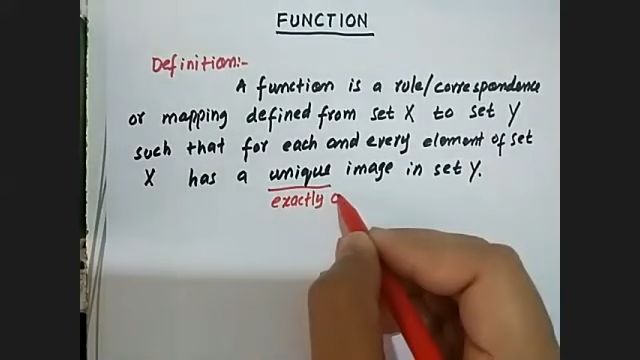 FUNCTION
Definition:-
A function is a rule/correspondence
or mapping defined from set X to set Y
such that for each and every element of set
X has a unique image in set Y.
exactly